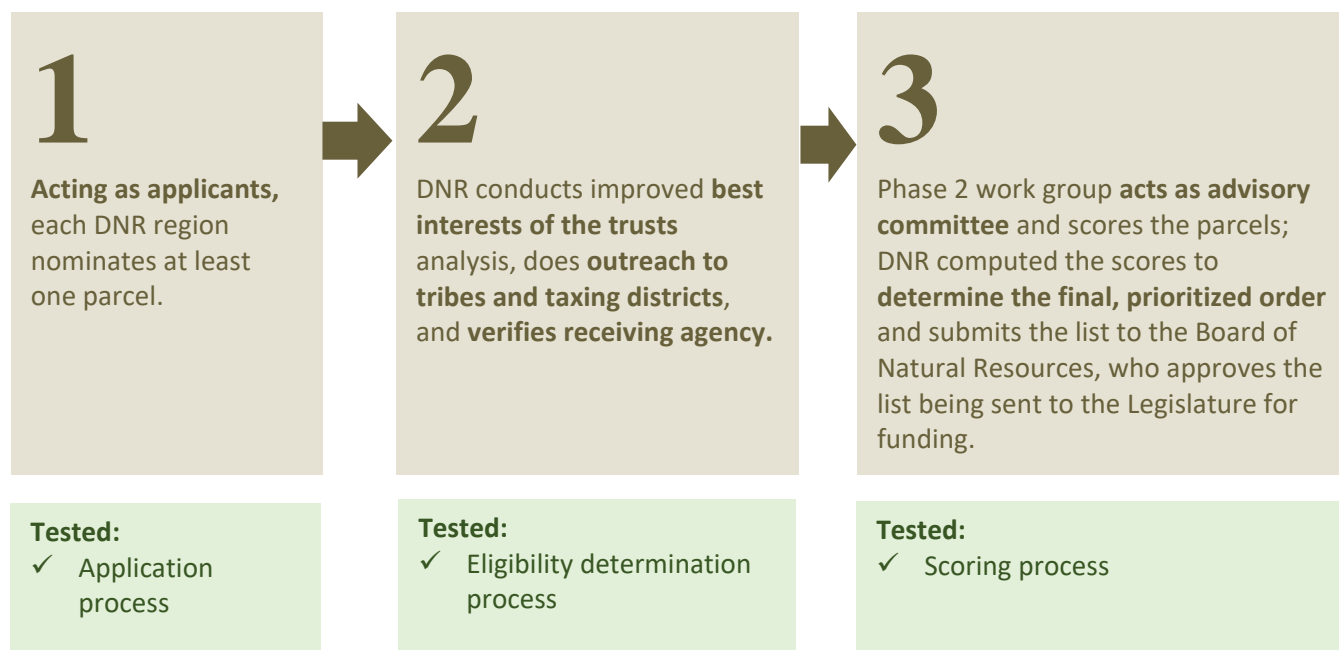 1
Acting as applicants,
each DNR region
nominates at least
one parcel.
2
DNR conducts improved best
interests of the trusts
analysis, does outreach to
tribes and taxing districts,
and verifies receiving agency.
3
Phase 2 work group acts as advisory
committee and scores the parcels;
DNR computed the scores to
determine the final, prioritized order
and submits the list to the Board of
Natural Resources, who approves the
list being sent to the Legislature for
funding.
Tested:
✓ Application
process
Tested:
✓ Eligibility determination
process
Tested:
✓ Scoring process